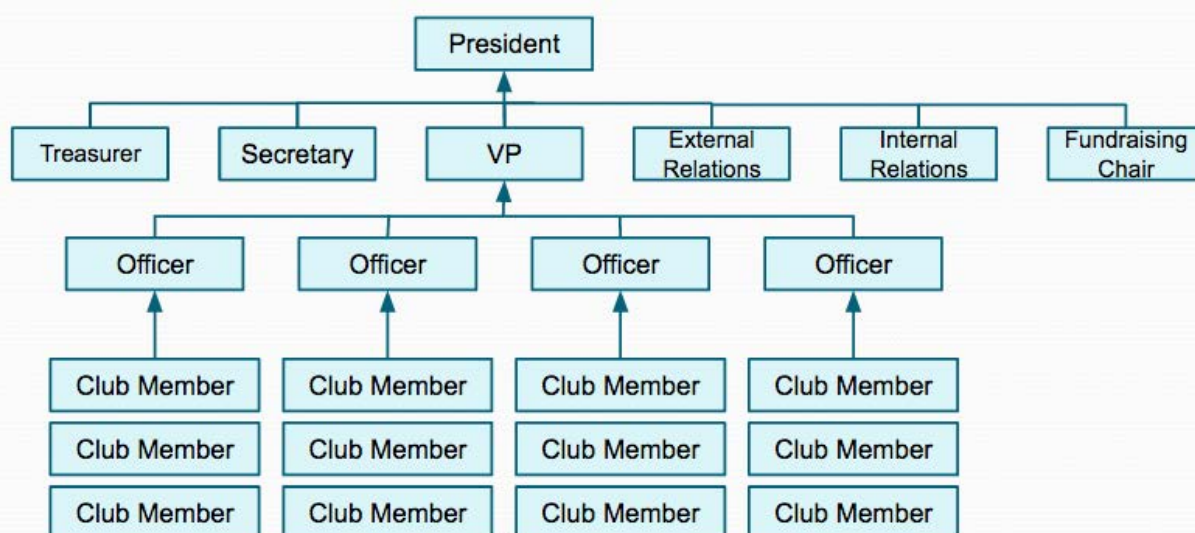 President
Treasurer
Secretary
VP
External
Relations
Internal
Relations
Fundraising
Chair
Officer
Officer
Officer
Officer
Club Member
Club Member
Club Member
Club Member
Club Member
Club Member
Club Member
Club Member
Club Member
Club Member
Club Member
Club Member